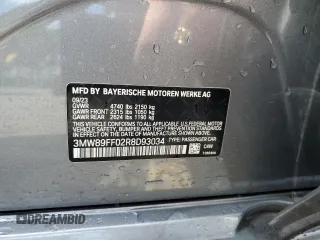 MFD BY BAYERISCHE MOTOREN WERKE AG
09/23
GVWR 4740 lbs 2150 kg
GAWR FRONT 2315 lbs 1050 kg
GAWR REAR 2624 lbs 1190 kg
THIS VEHICLE CONFORMS TO ALL APPLICABLE
U.S. FEDERAL MOTOR VEHICLE SAFETY, BUMPER,
AND THEFT PREVENTION STANDARDS IN EFFECT
ON THE DATE OF MANUFACTURE SHOWN ABOVE.
3MW89FF02R8D93034
TYPE: PASSENGER CAR
DREAMBID